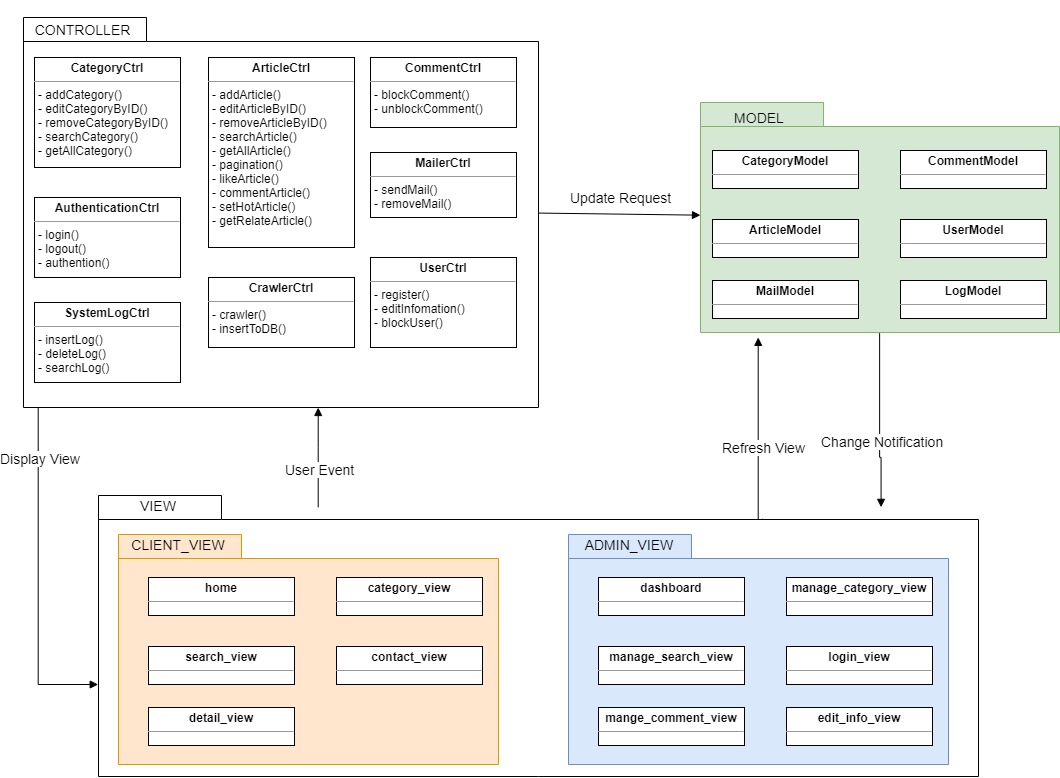 CONTROLLER
CategoryCtrl
- addCategory()
- editCategoryByID()
- removeCategoryByID()
- searchCategory()
- getAllCategory()
AuthenticationCtrl
- login()
- logout()
- authention()
SystemLogCtrl
- insertLog()
- deleteLog()
- searchLog()
ArticleCtrl
- addArticle()
- editArticleByID()
- removeArticleByID()
- searchArticle()
- getAllArticle()
- pagination()
- likeArticle()
- commentArticle()
- setHotArticle()
- getRelateArticle()
CrawlerCtrl
- crawler()
- insertToDB()
CommentCtrl
- blockComment()
- unblockComment()
MailerCtrl
- sendMail()
- removeMail()
UserCtrl
- register()
- editInfomation()
- blockUser()
Update Request
MODEL
CategoryModel
CommentModel
ArticleModel
UserModel
MailModel
LogModel
Display View
User Event
Refresh View
Change Notification
VIEW
CLIENT_VIEW
home
category_view
search_view
contact_view
detail_view
ADMIN_VIEW
dashboard
manage_category_view
manage_search_view
login_view
mange_comment_view
edit_info_view